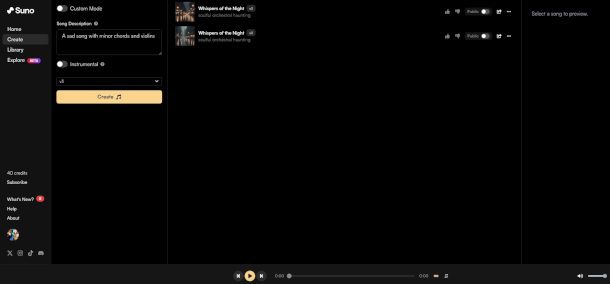 Suno
Home
Create
Library
Explore BETA
40 credits
Subscribe
What's New?
Help
About
Custom Mode
Song Description
A sad song with minor chords and violins
Instrumental
v3
Create
Whispers of the Night v3
soulful orchestral haunting
Public
Whispers of the Night v3
soulful orchestral haunting
Public
Select a song to preview.
0:00
0:00